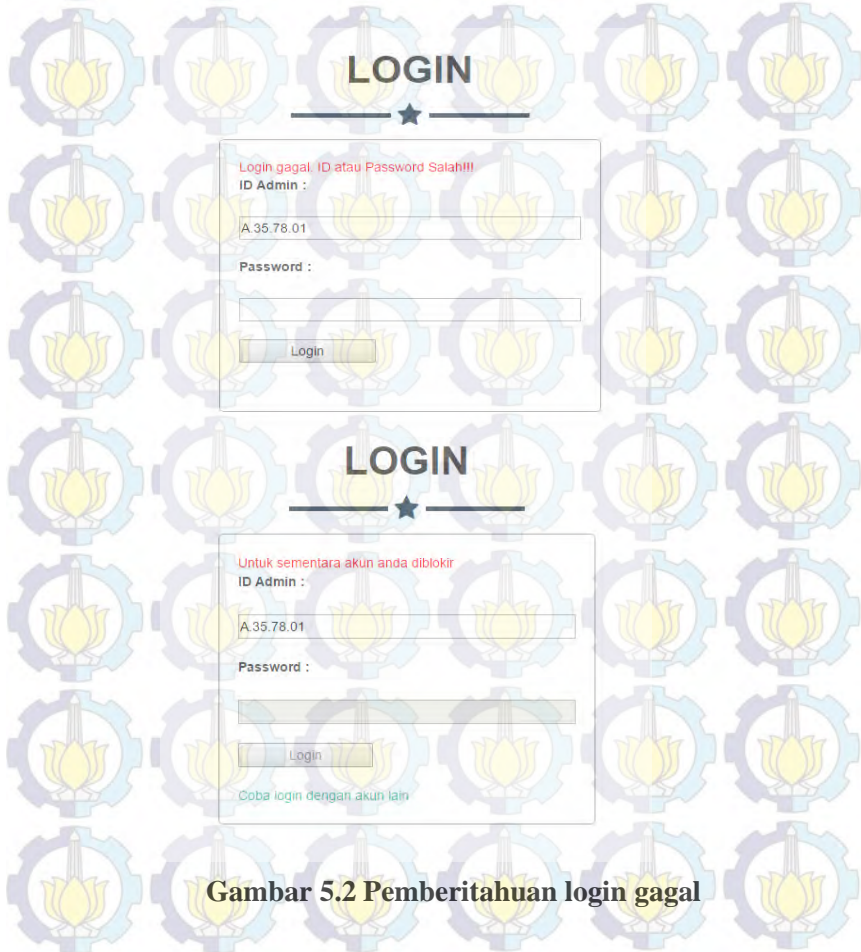 LOGIN
Login gagal, ID atau Password Salah!!!
ID Admin :
A.35.78.01
Password :
Login
LOGIN
Untuk sementara akun anda diblokir
ID Admin :
A.35.78.01
Password :
Login
Coba login dengan akun lain
Gambar 5.2 Pemberitahuan login gagal